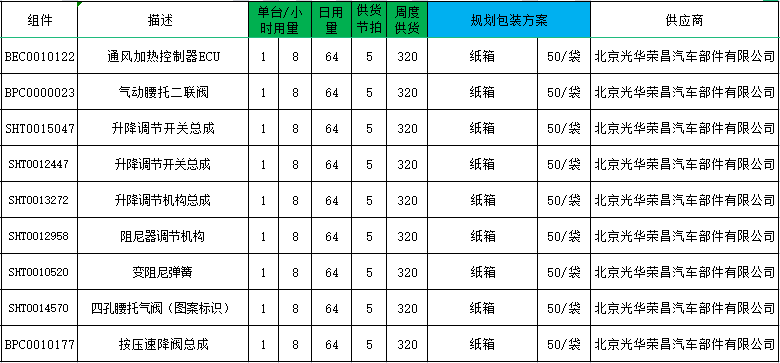 组件 描述 单台/小时用量 日用量 供货节拍 周度供货 规划包装方案 供应商
BEC0010122 通风加热控制器ECU 1 8 64 5 320 纸箱 50/袋 北京光华荣昌汽车部件有限公司
BPC0000023 气动腰托二联阀 1 8 64 5 320 纸箱 50/袋 北京光华荣昌汽车部件有限公司
SHT0015047 升降调节开关总成 1 8 64 5 320 纸箱 50/袋 北京光华荣昌汽车部件有限公司
SHT0012447 升降调节开关总成 1 8 64 5 320 纸箱 50/袋 北京光华荣昌汽车部件有限公司
SHT0013272 升降调节机构总成 1 8 64 5 320 纸箱 50/袋 北京光华荣昌汽车部件有限公司
SHT0012958 阻尼器调节机构 1 8 64 5 320 纸箱 50/袋 北京光华荣昌汽车部件有限公司
SHT0010520 变阻尼弹簧 1 8 64 5 320 纸箱 50/袋 北京光华荣昌汽车部件有限公司
SHT0014570 四孔腰托气阀（图案标识） 1 8 64 5 320 纸箱 50/袋 北京光华荣昌汽车部件有限公司
BPC0010177 按压速降阀总成 1 8 64 5 320 纸箱 50/袋 北京光华荣昌汽车部件有限公司